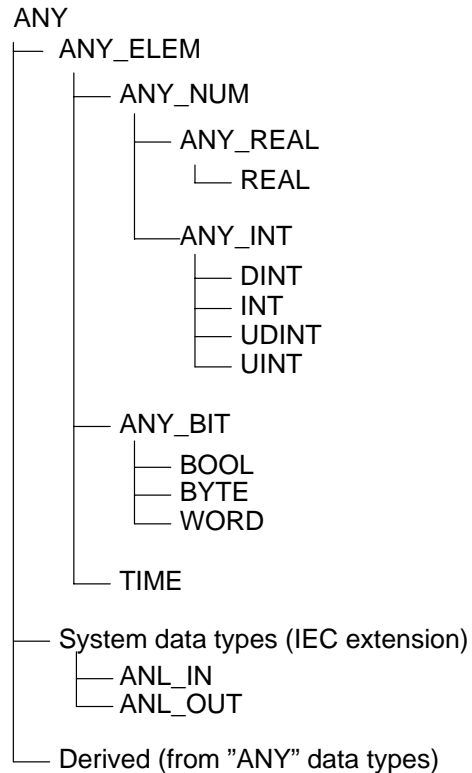 ANY
ANY_ELEM
ANY_NUM
ANY_REAL
REAL
ANY_INT
DINT
INT
UDINT
UINT
ANY_BIT
BOOL
BYTE
WORD
TIME
System data types (IEC extension)
ANL_IN
ANL_OUT
Derived (from ”ANY” data types)